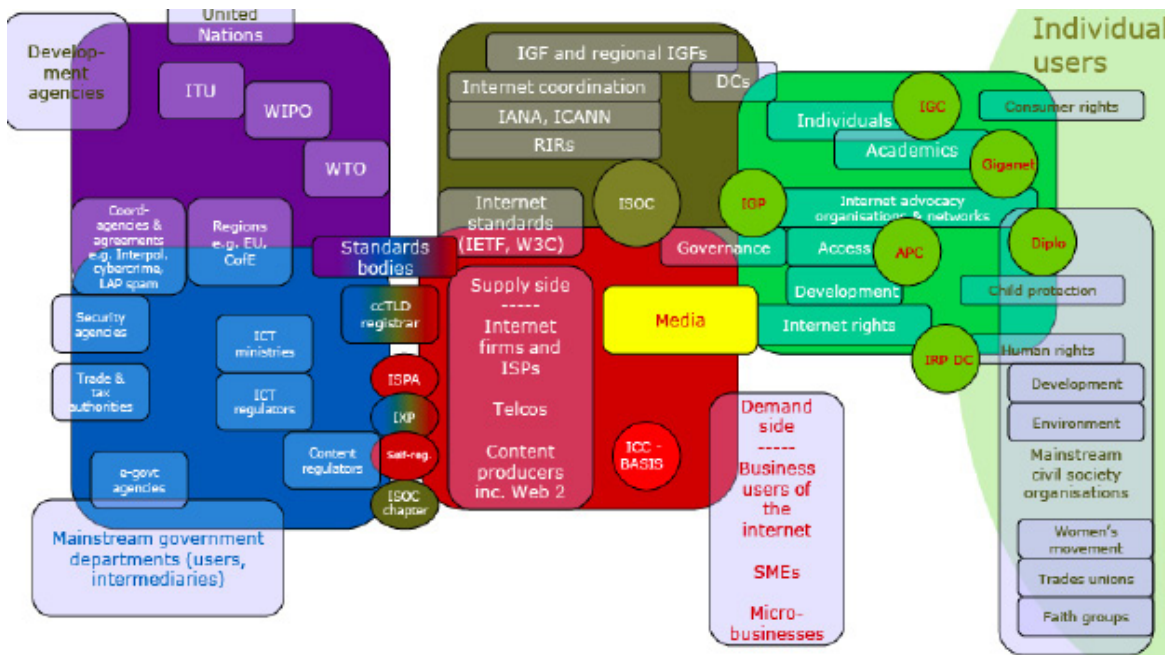 United
Nations
Develop-
ment
agencies
ITU
WIPO
WTO
Coord-
agencies &
agreements
e.g. Interpol,
cybercrime,
LAP spam
Regions
e.g. EU,
CofE
Standards
bodies
Security
agencies
Trade &
tax
authorities
ICT
ministries
ICT
regulators
Content
regulators
e-govt
agencies
Mainstream government
departments (users,
intermediaries)
ccTLD
registrar
ISPA
IXP
Self-reg.
ISOC
chapter
IGF and regional IGFs
DCs
Internet coordination
IANA, ICANN
RIRs
Internet
standards
(IETF, W3C)
ISOC
Supply side
-----
Internet
firms and
ISPs
Telcos
Content
producers
inc. Web 2
Media
ICC -
BASIS
Demand
side
-----
Business
users of
the
internet
SMEs
Micro-
businesses
Individuals
IGC
Academics
Giganet
IGP
Internet advocacy
organisations & networks
Governance
Access
APC
Development
Internet rights
IRP DC
Diplo
Individual
users
Consumer rights
Child protection
Human rights
Development
Environment
Mainstream
civil society
organisations
Women's
movement
Trades unions
Faith groups